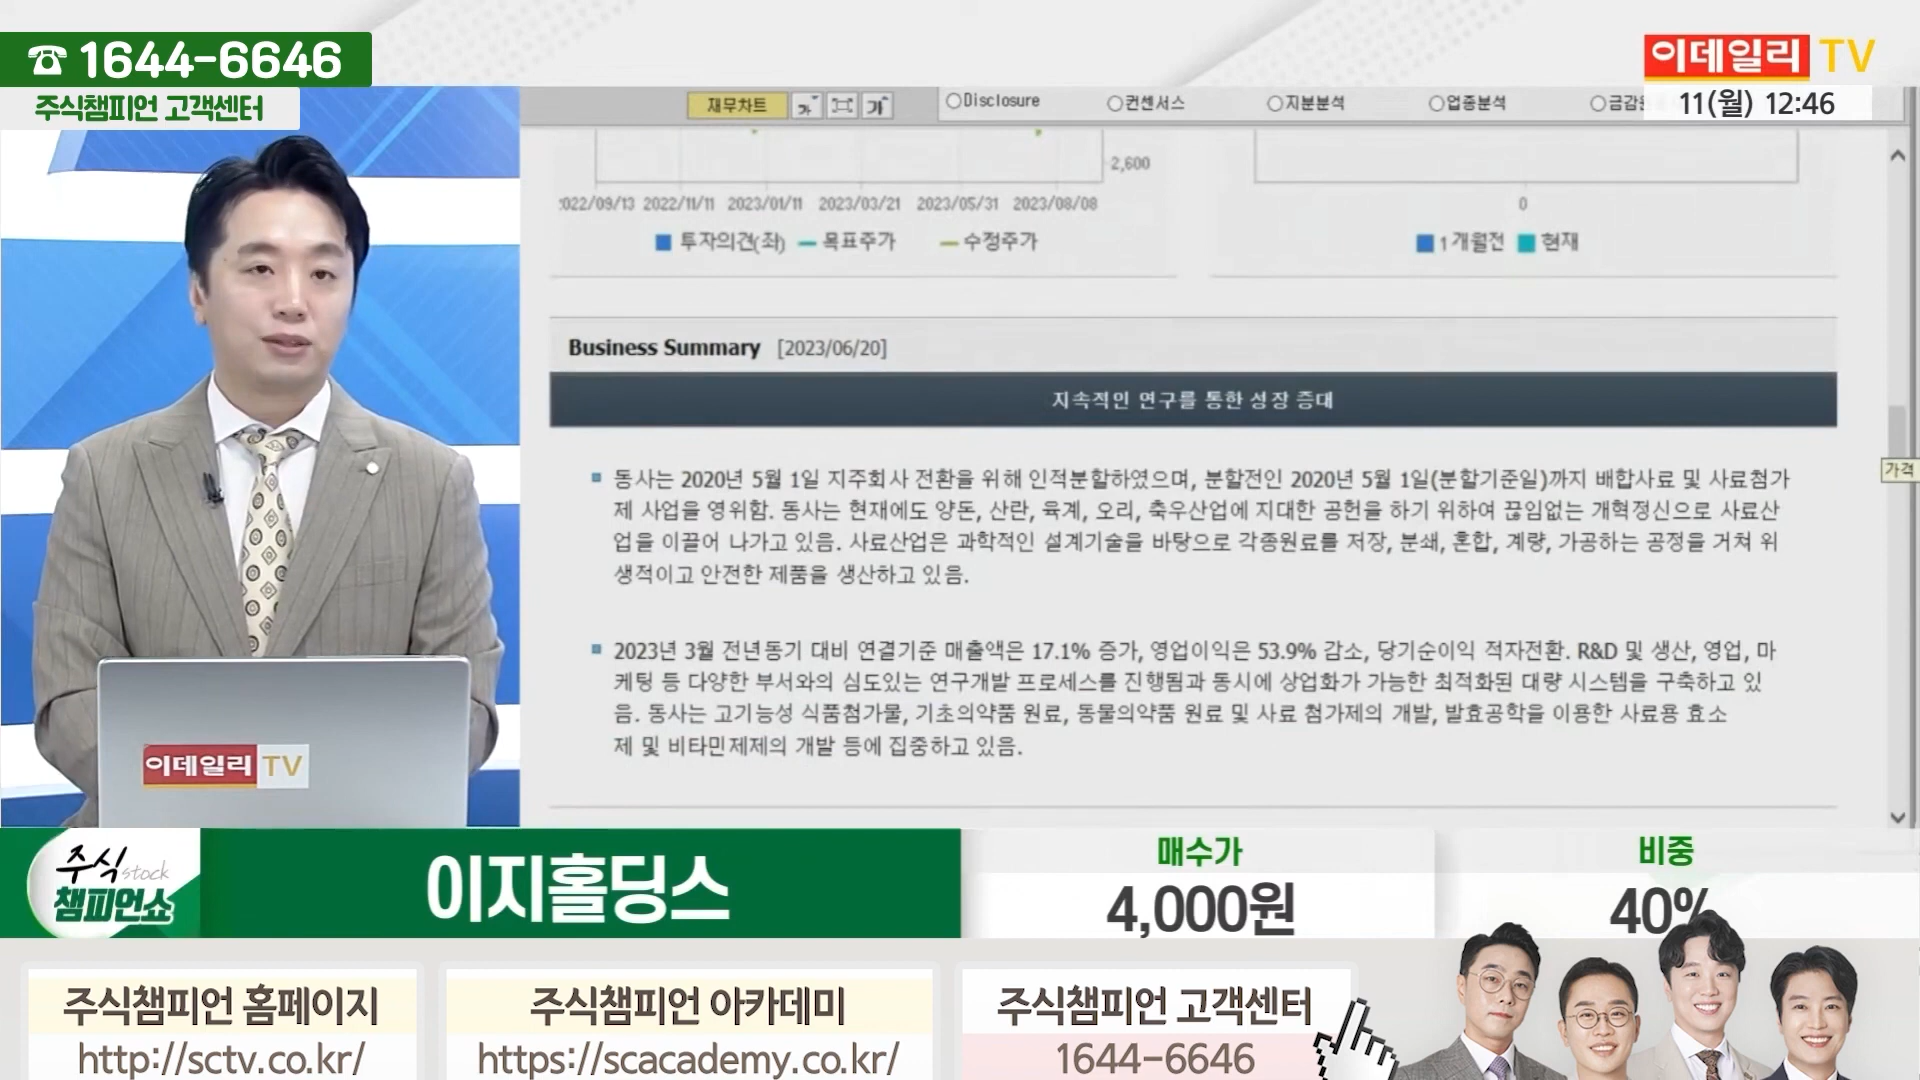 ☎ 1644-6646
주식챔피언 고객센터
이데일리 TV
11(월) 12:46
재무차트
Disclosure
컨센서스
지분분석
업종분석
2,600
2022/11/11 2023/01/11 2023/03/21 2023/05/31 2023/08/08
투자의견(좌) 목표주가 수정주가
0
1개월전 현재
Business Summary [2023/06/20]
지속적인 연구를 통한 성장 증대
동사는 2020년 5월 1일 지주회사 전환을 위해 인적분할하였으며, 분할전인 2020년 5월 1일(분할기준일)까지 배합사료 및 사료첨가
제 사업을 영위함. 동사는 현재에도 양돈, 산란, 육계, 오리, 축우산업에 지대한 공헌을 하기 위하여 끊임없는 개혁정신으로 사료산
업을 이끌어 나가고 있음. 사료산업은 과학적인 설계기술을 바탕으로 각종원료를 저장, 분쇄, 혼합, 계량, 가공하는 공정을 거쳐 위
생적이고 안전한 제품을 생산하고 있음.
2023년 3월 전년동기 대비 연결기준 매출액은 17.1% 증가, 영업이익은 53.9% 감소, 당기순이익 적자전환. R&D 및 생산, 영업, 마
케팅 등 다양한 부서와의 심도있는 연구개발 프로세스를 진행됨과 동시에 상업화가 가능한 최적화된 대량 시스템을 구축하고 있
음. 동사는 고기능성 식품첨가물, 기초의약품 원료, 동물의약품 원료 및 사료 첨가제의 개발, 발효공학을 이용한 사료용 효소
제 및 비타민제제의 개발 등에 집중하고 있음.
가격
이데일리 TV
주식 stock
챔피언쇼
이지홀딩스
매수가
4,000원
비중
40%
주식챔피언 홈페이지
http://sctv.co.kr/
주식챔피언 아카데미
https://scacademy.co.kr/
주식챔피언 고객센터
1644-6646